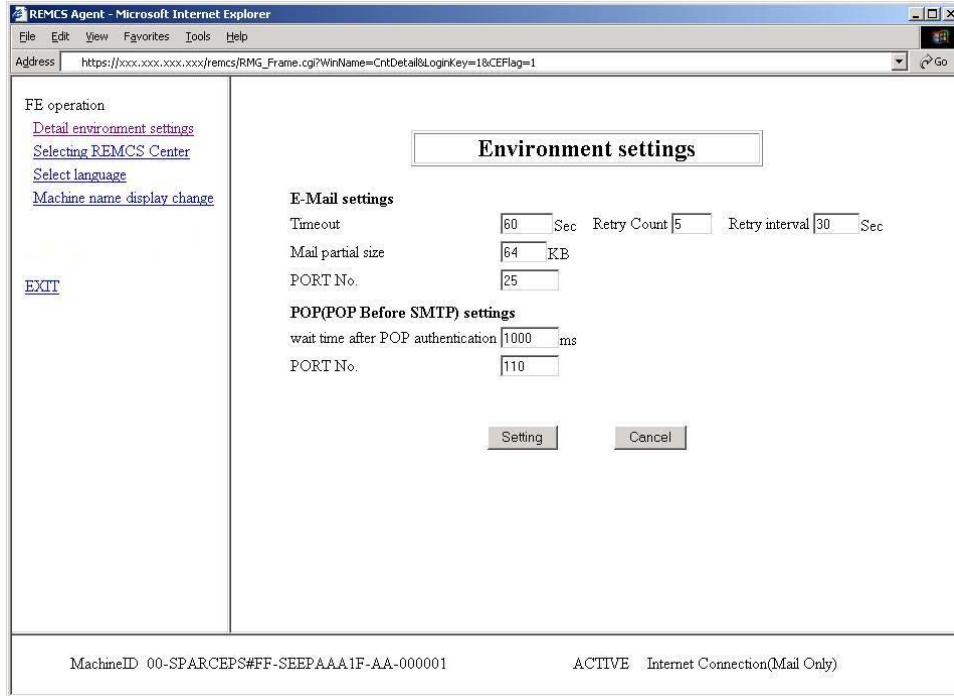 REMCS Agent - Microsoft Internet Explorer
File Edit View Favorites Tools Help
Address https://xxx.xxx.xxx.xxx/remcs/RMG_Frame.cgi?WinName=CntDetail&LoginKey=1&CEFlag=1 Go
FE operation
Detail environment settings
Selecting REMCS Center
Select language
Machine name display change
EXIT
Environment settings
E-Mail settings
Timeout 60 Sec Retry Count 5 Retry interval 30 Sec
Mail partial size 64 KB
PORT No. 25
POP(POP Before SMTP) settings
wait time after POP authentication 1000 ms
PORT No. 110
Setting Cancel
MachineID 00-SPARCEPS#FF-SEEPAAA1F-AA-000001 ACTIVE Internet Connection(Mail Only)